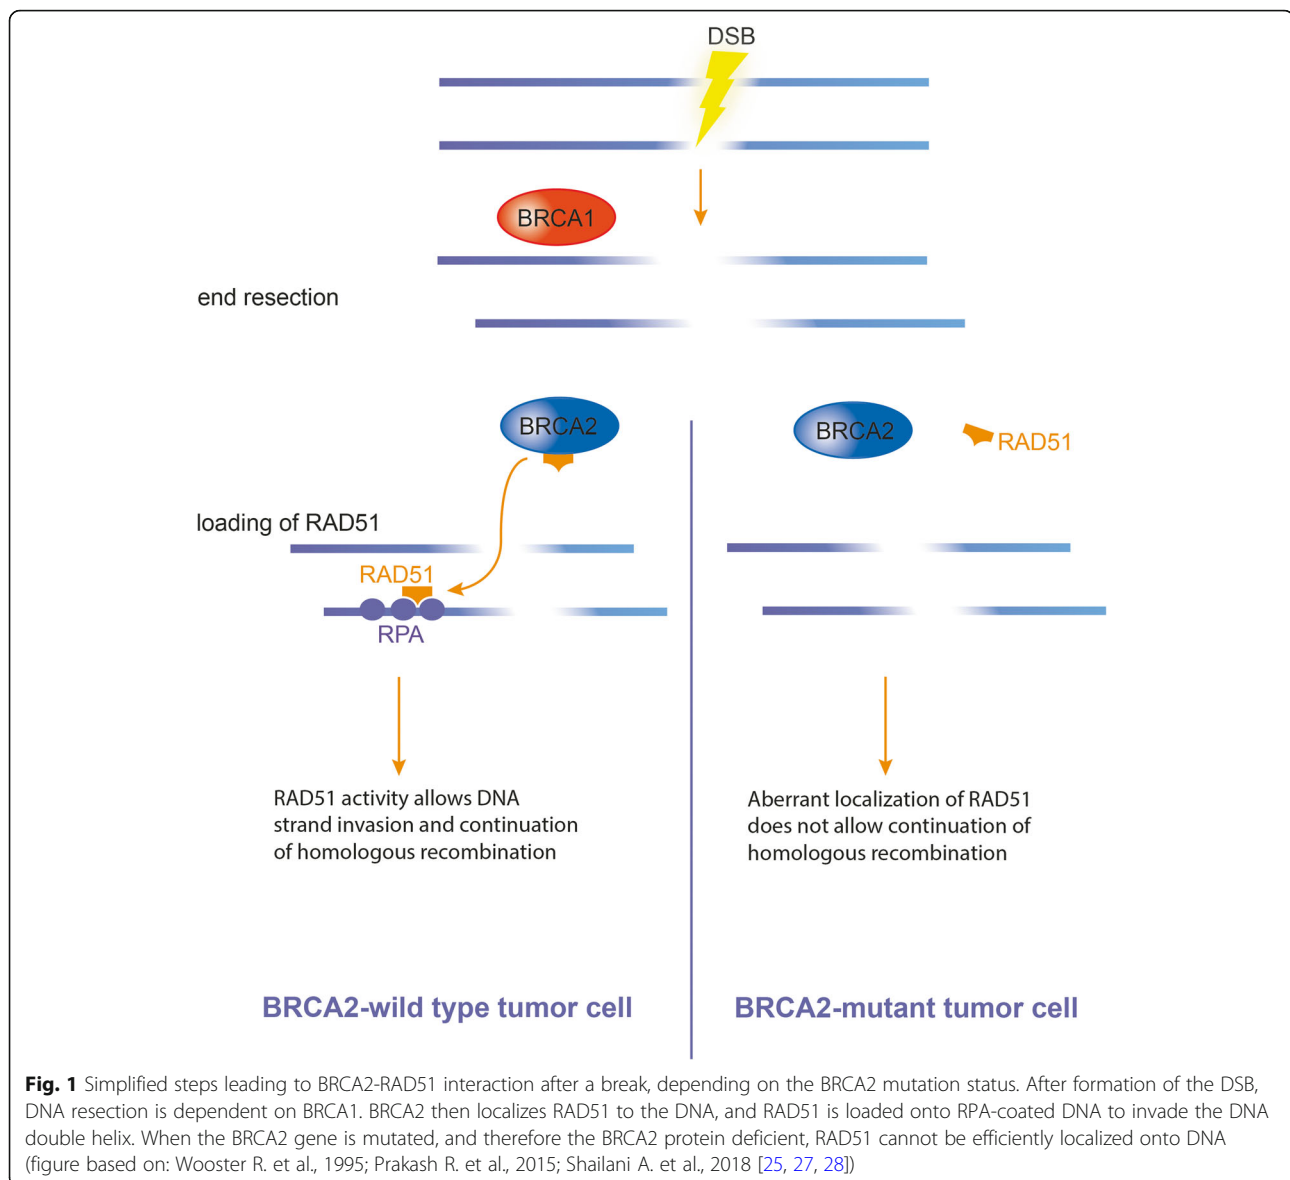 DSB
BRCA1
end resection
BRCA2
BRCA2
RAD51
loading of RAD51
RAD51
RPA
RAD51 activity allows DNA
strand invasion and continuation
of homologous recombination
Aberrant localization of RAD51
does not allow continuation of
homologous recombination
BRCA2-wild type tumor cell
BRCA2-mutant tumor cell
Fig. 1 Simplified steps leading to BRCA2-RAD51 interaction after a break, depending on the BRCA2 mutation status. After formation of the DSB,
DNA resection is dependent on BRCA1. BRCA2 then localizes RAD51 to the DNA, and RAD51 is loaded onto RPA-coated DNA to invade the DNA
double helix. When the BRCA2 gene is mutated, and therefore the BRCA2 protein deficient, RAD51 cannot be efficiently localized onto DNA
(figure based on: Wooster R. et al., 1995; Prakash R. et al., 2015; Shailani A. et al., 2018 [25, 27, 28])